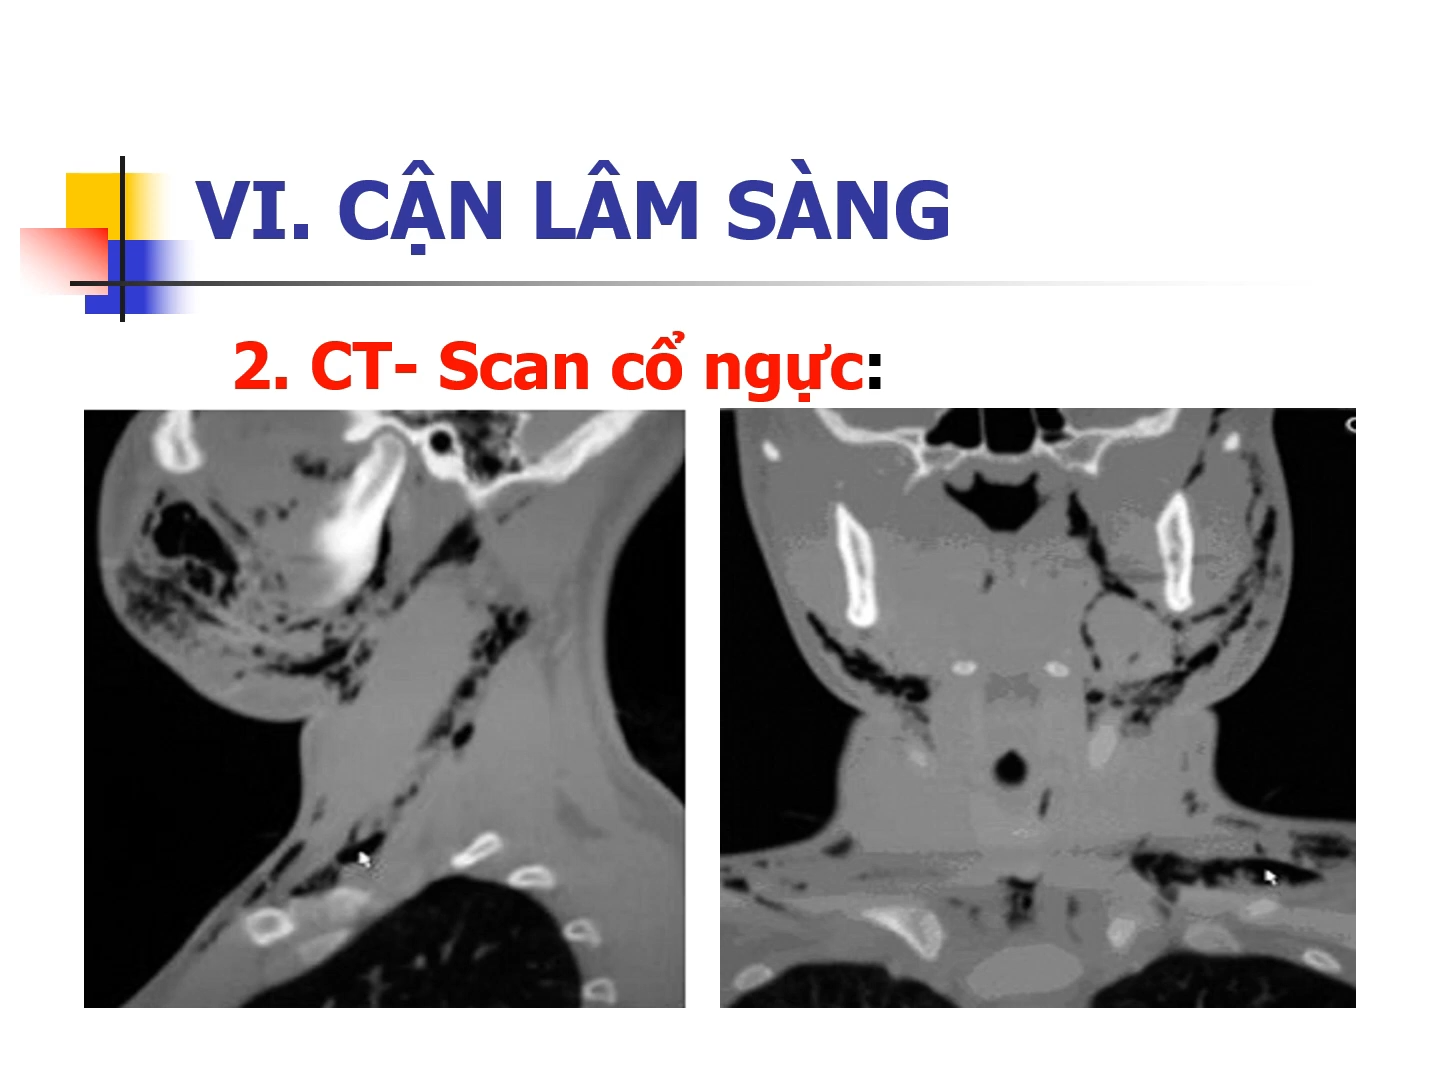 VI. CẬN LÂM SÀNG
2. CT- Scan cổ ngực: